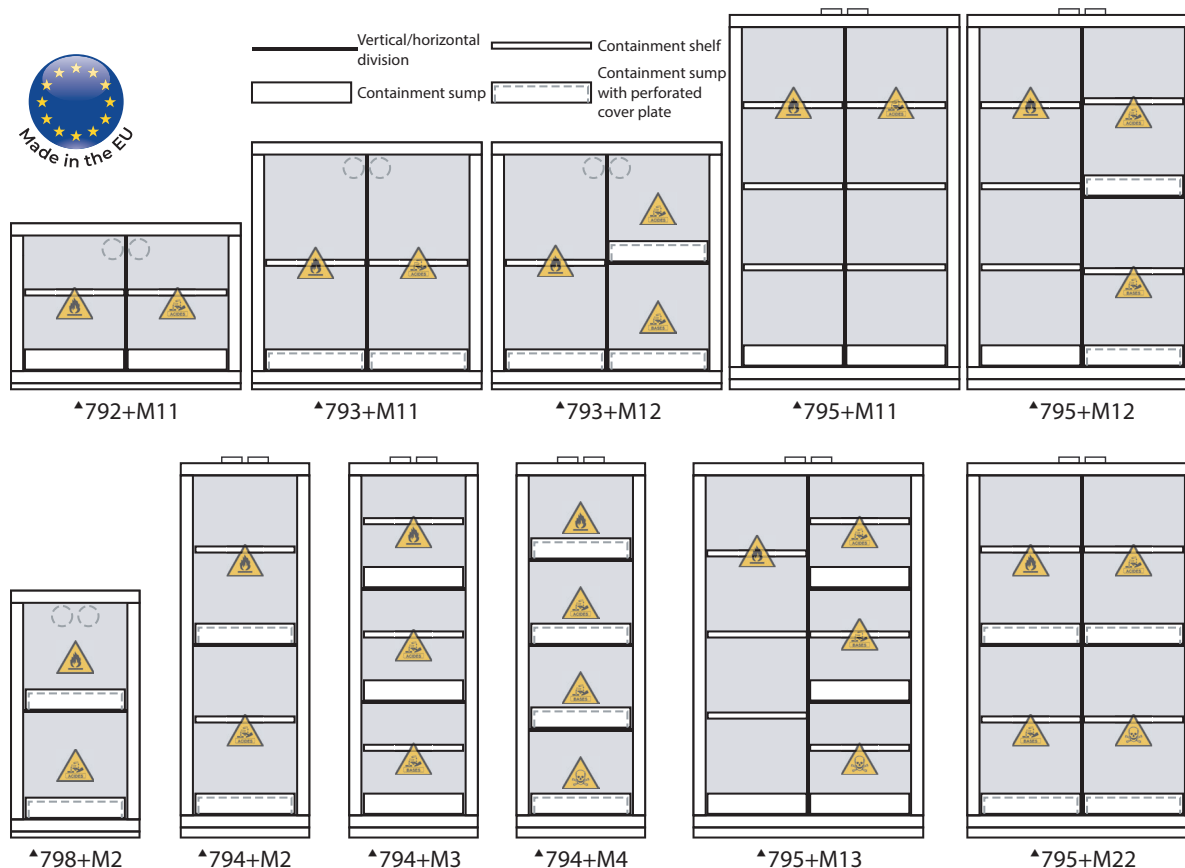 Vertical/horizontal
division
Containment shelf
Containment sump
Containment sump
with perforated
cover plate
Made in the EU
▲792+M11
▲793+M11
▲793+M12
▲795+M11
▲795+M12
▲798+M2
▲794+M2
▲794+M3
▲794+M4
▲795+M13
▲795+M22